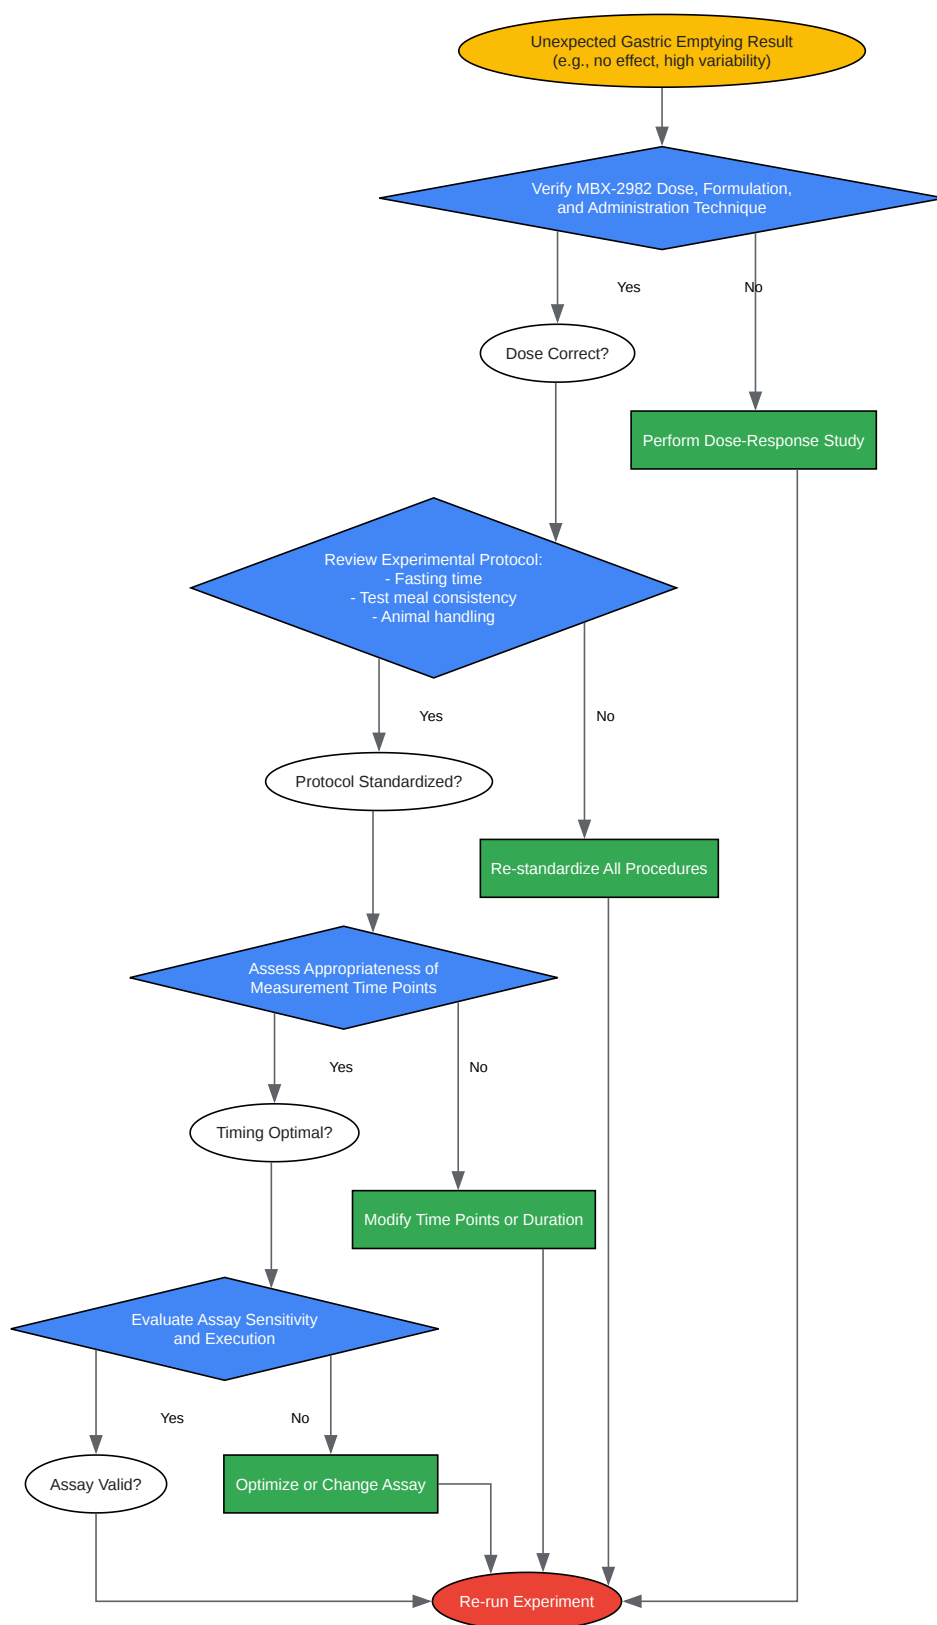 Unexpected Gastric Emptying Result
(e.g., no effect, high variability)
Verify MBX-2982 Dose, Formulation,
and Administration Technique
Yes
No
Dose Correct?
Perform Dose-Response Study
Review Experimental Protocol:
- Fasting time
- Test meal consistency
- Animal handling
Yes
No
Protocol Standardized?
Re-standardize All Procedures
Assess Appropriateness of
Measurement Time Points
Yes
No
Timing Optimal?
Modify Time Points or Duration
Evaluate Assay Sensitivity
and Execution
Yes
No
Assay Valid?
Optimize or Change Assay
Re-run Experiment